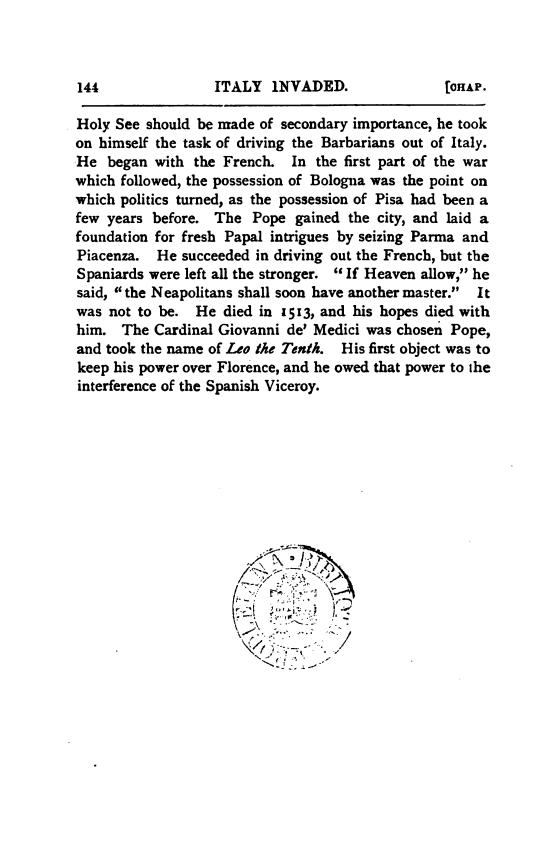 144 ITALY INVADED. [CHAP.
Holy See should be made of secondary importance, he took
on himself the task of driving the Barbarians out of Italy.
He began with the French. In the first part of the war
which followed, the possession of Bologna was the point on
which politics turned, as the possession of Pisa had been a
few years before. The Pope gained the city, and laid a
foundation for fresh Papal intrigues by seizing Parma and
Piacenza. He succeeded in driving out the French, but the
Spaniards were left all the stronger. “If Heaven allow,” he
said, “the Neapolitans shall soon have another master.” It
was not to be. He died in 1513, and his hopes died with
him. The Cardinal Giovanni de’ Medici was chosen Pope,
and took the name of Leo the Tenth. His first object was to
keep his power over Florence, and he owed that power to the
interference of the Spanish Viceroy.